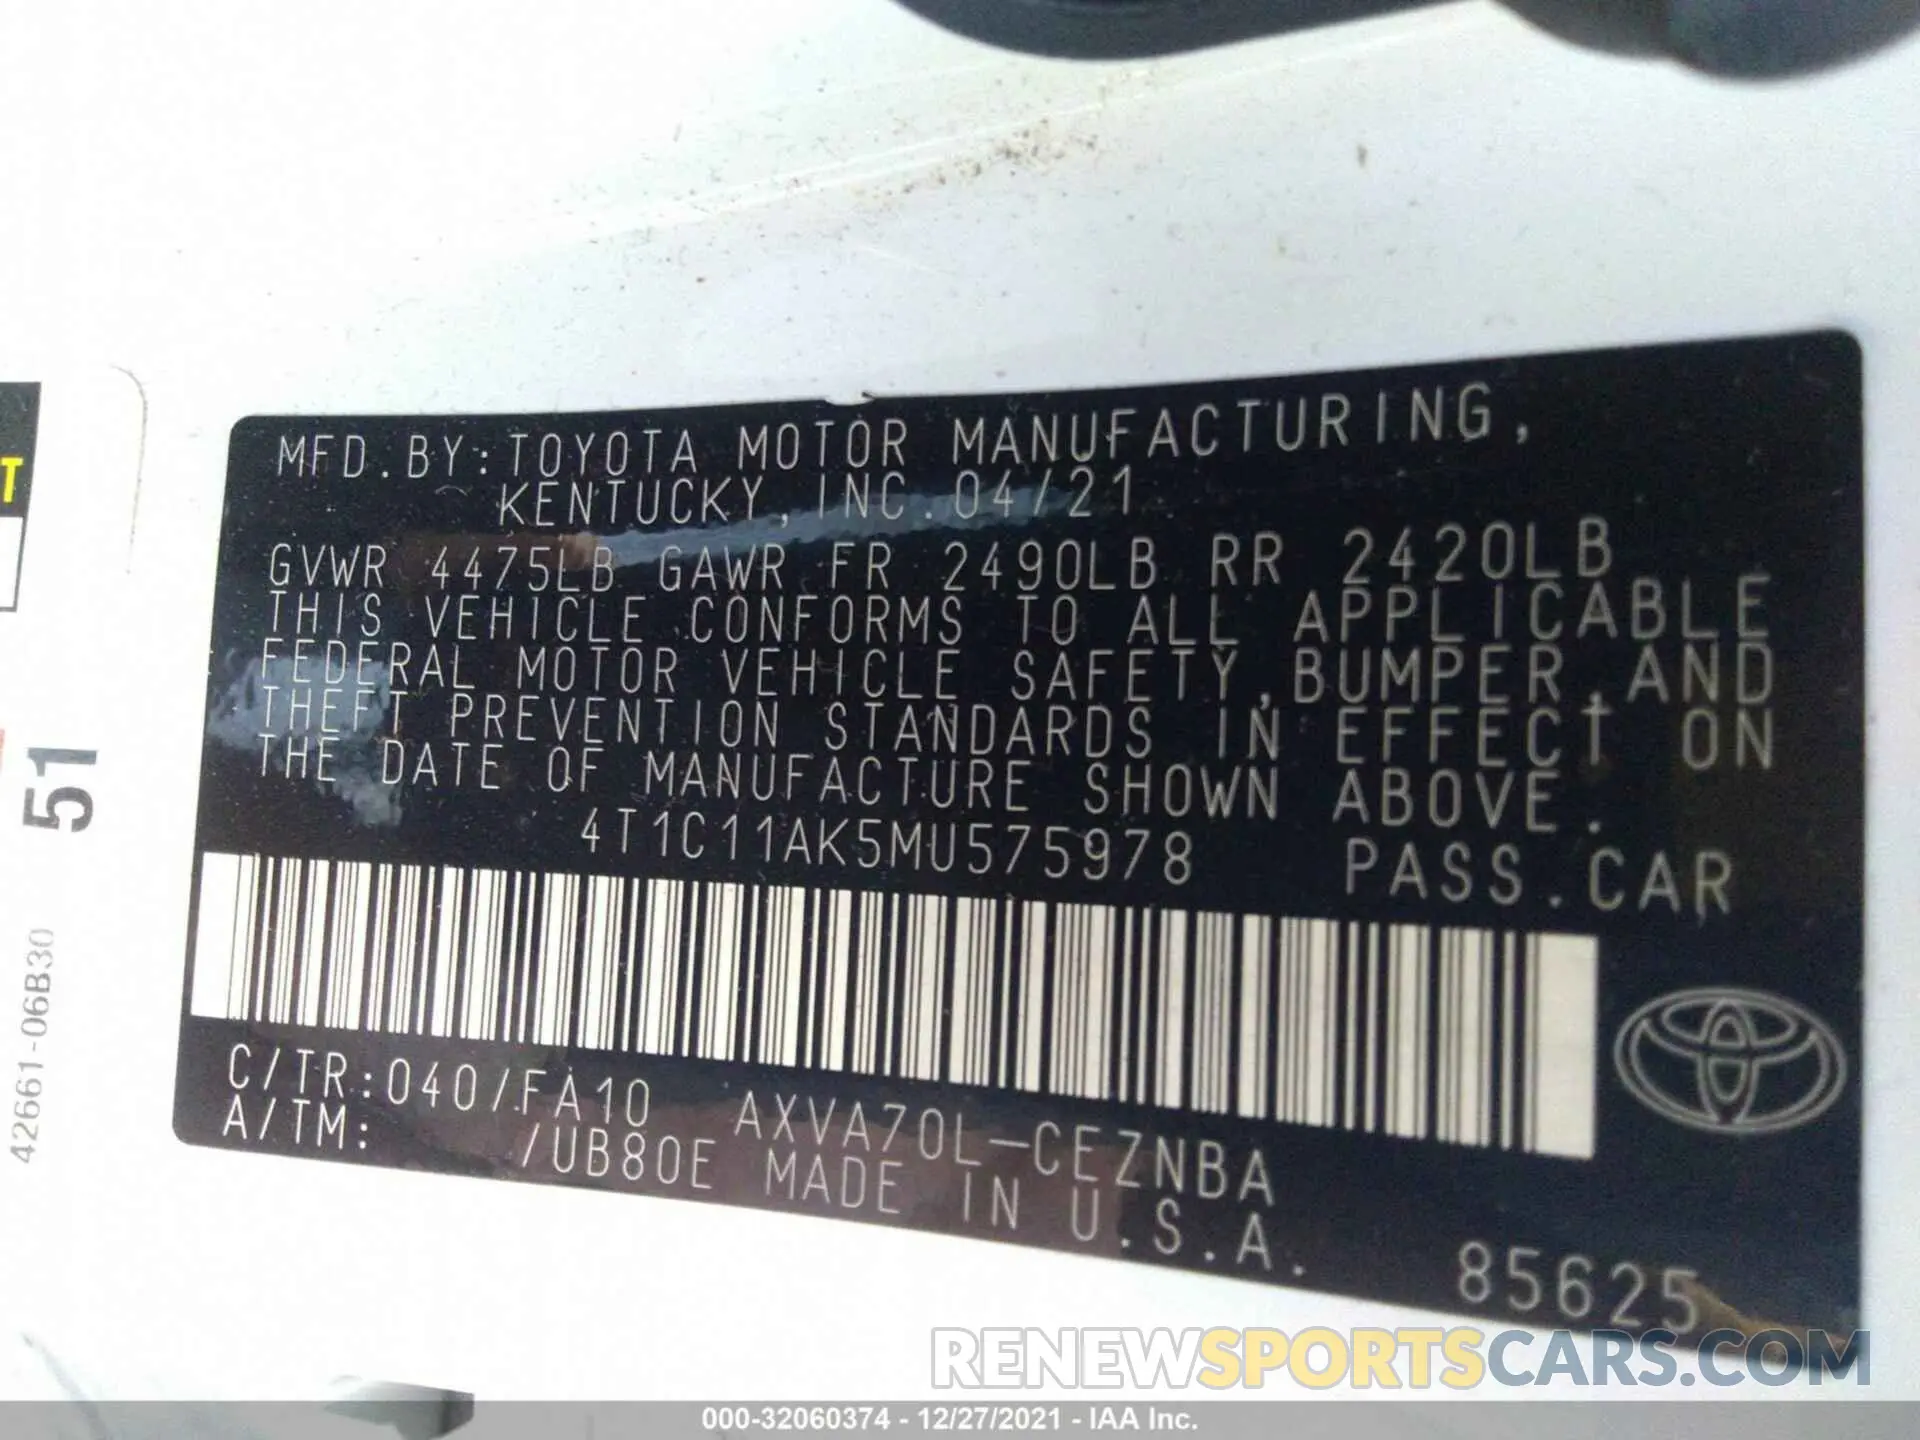 MFD.BY:TOYOTA MOTOR MANUFACTURING,
KENTUCKY, INC.04/21
GVWR 4475LB GAWR FR 2490LB RR 2420LB
THIS VEHICLE CONFORMS TO ALL APPLICABLE
FEDERAL MOTOR VEHICLE SAFETY,BUMPER,AND
THEFT PREVENTION STANDARDS IN EFFECT ON
THE DATE OF MANUFACTURE SHOWN ABOVE.
4T1C11AK5MU575978 PASS.CAR
C/TR:040/FA10 AXVA70L-CEZNBA
A/TM: /UB80E MADE IN U.S.A.
85625
T
51
42661-06B30
RENEWSPORTSCARS.COM
000-32060374 - 12/27/2021 - IAA Inc.